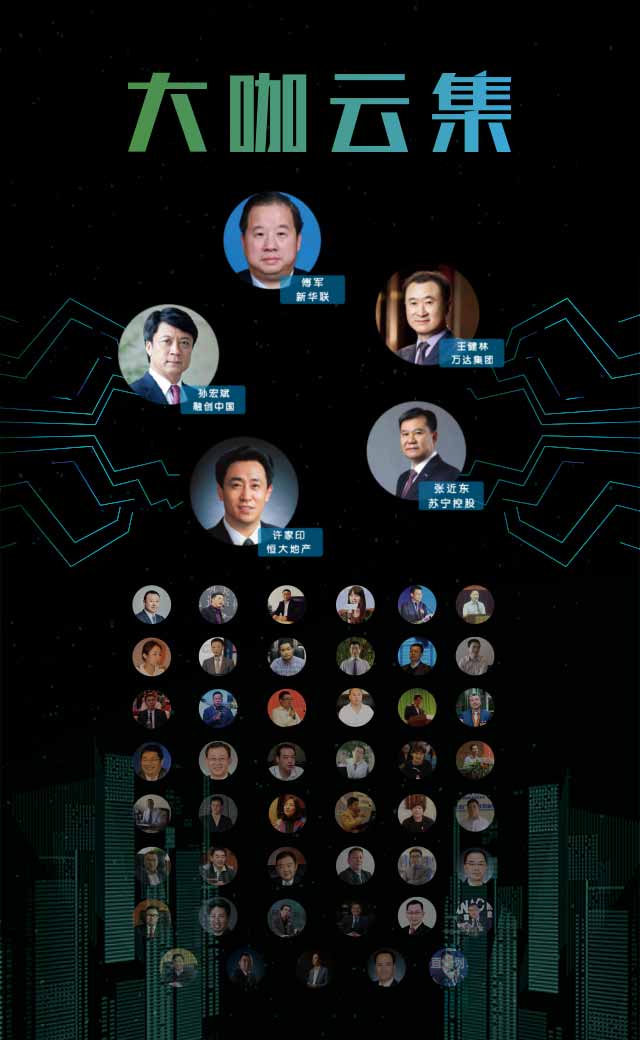 大咖云集
傅军
新华联
王健林
万达集团
孙宏斌
融创中国
张近东
苏宁控股
许家印
恒大地产